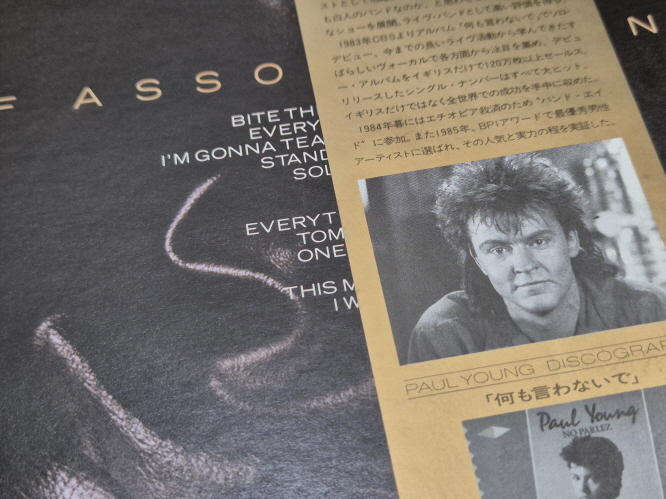 F ASSO
N
BITE TH
EVERY
I'M GONNA TEA
STAND
SOL
EVERYT
TOM
ONE
THIS M
I W
も白人のバンドなのか、と思わせ
なショーを展開。ライヴ・バンドとして高い評価を得る
1983年CBSよりアルバム「何も言わないで」でソロ・
デビュー、今までの長いライヴ活動から学んできたす
ばらしいヴォーカルで各方面から注目を集め、デビュ
ー・アルバムをイギリスだけで120万枚以上セールス。
リリースしたシングル・ナンバーはすべて大ヒット。
イギリスだけではなく全世界での成功を手中に収めた。
1984年暮にはエチオピア救済のため“バンド・エイ
ド”に参加。また1985年、BPIアワードで最優秀男性
アーティストに選ばれ、その人気と実力の程を実証した。
PAUL YOUNG DISCOGRAP
「何も言わないで」
Paul Young
NO PARLEZ